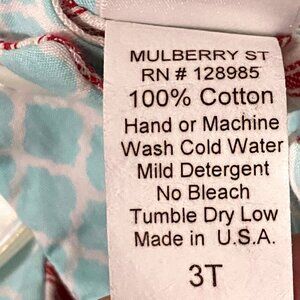 MULBERRY ST
RN # 128985
100% Cotton
Hand or Machine
Wash Cold Water
Mild Detergent
No Bleach
Tumble Dry Low
Made in U.S.A.
3T